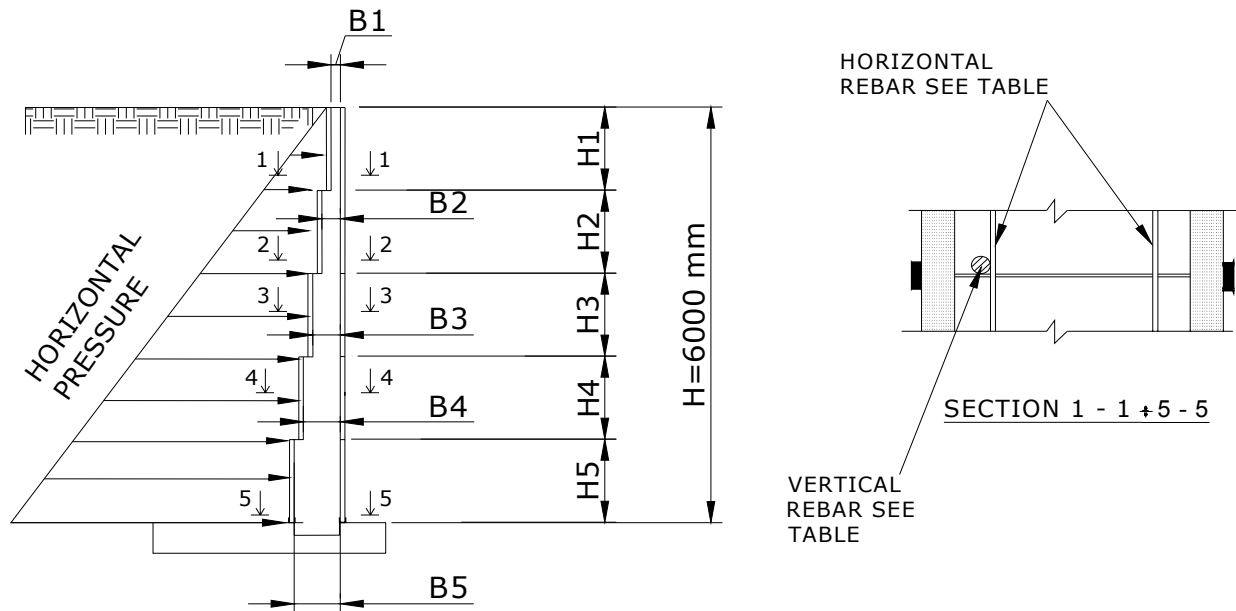 B1
HORIZONTAL
REBAR SEE TABLE
1
1
H1
B2
2
2
H2
HORIZONTAL
PRESSURE
3
3
B3
H3
H=6000 mm
4
4
B4
H4
SECTION 1 - 1 ÷ 5 - 5
5
5
H5
VERTICAL
REBAR SEE
TABLE
B5